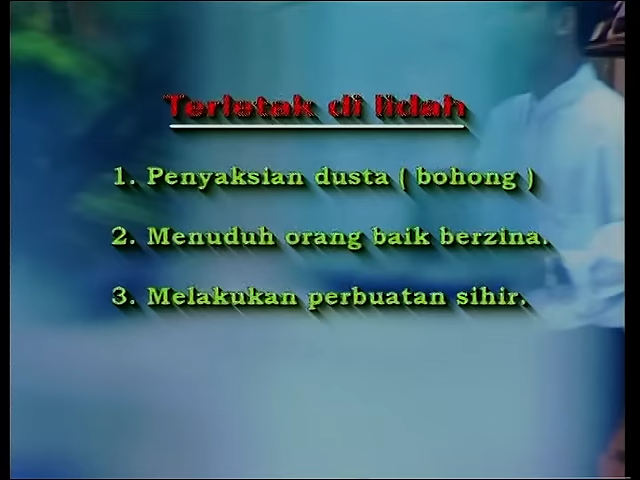 Terletak di lidah
1. Penyaksian dusta ( bohong )
2. Menuduh orang baik berzina.
3. Melakukan perbuatan sihir.